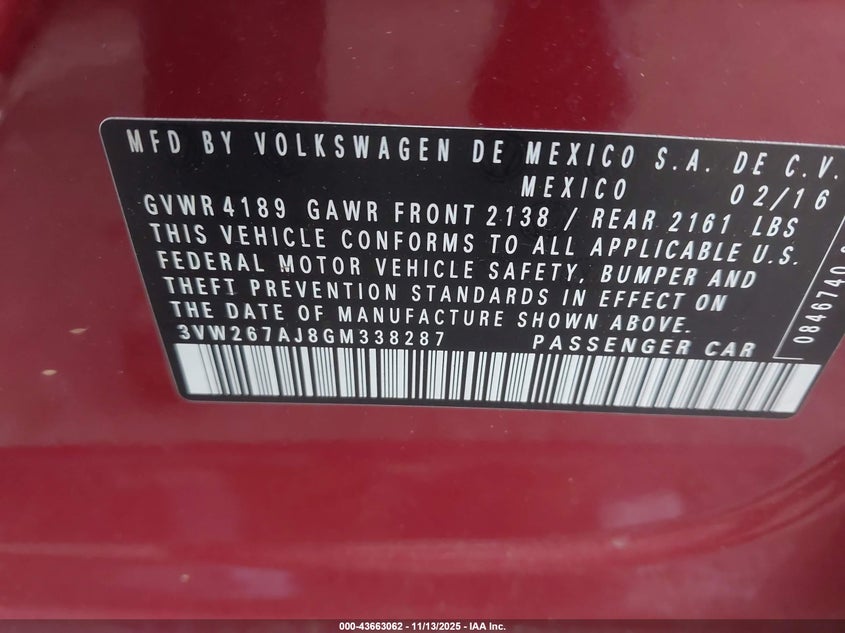 MFD BY VOLKSWAGEN DE MEXICO S.A. DE C.V.
MEXICO 02/16
GVWR 4189 GAWR FRONT 2138 / REAR 2161 LBS
THIS VEHICLE CONFORMS TO ALL APPLICABLE U.S.
FEDERAL MOTOR VEHICLE SAFETY, BUMPER AND
THEFT PREVENTION STANDARDS IN EFFECT ON
THE DATE OF MANUFACTURE SHOWN ABOVE.
3VW267AJ8GM338287 PASSENGER CAR
0846740
000-43663062 - 11/13/2025 - IAA Inc.